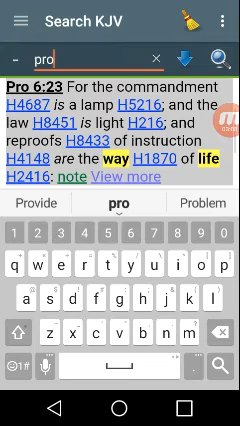 Search KJV
- pro ×
Pro 6:23 For the commandment
H4687 is a lamp H5216; and the
law H8451 is light H216; and
reproofs H8433 of instruction
H4148 are the way H1870 of life
H2416: note View more
Provide pro Problem
1 2 3 4 5 6 7 8 9 0
q w e r t y u i o p
a s d f g h j k l
z x c v b n m
☺1#